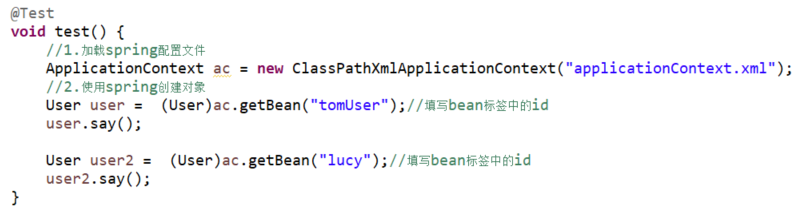 @Test
void test() {
//1.加载spring配置文件
ApplicationContext ac = new ClassPathXmlApplicationContext("applicationContext.xml");
//2.使用spring创建对象
User user =  (User)ac.getBean("tomUser");//填写bean标签中的id
user.say();
User user2 =  (User)ac.getBean("lucy");//填写bean标签中的id
user2.say();
}